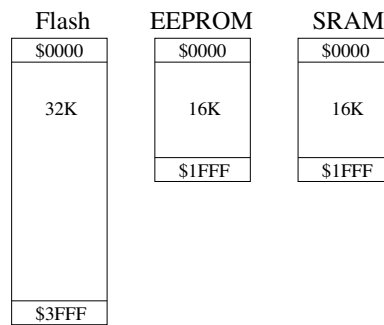 Flash EEPROM SRAM
$0000 $0000 $0000
32K 16K 16K
$1FFF $1FFF
$3FFF